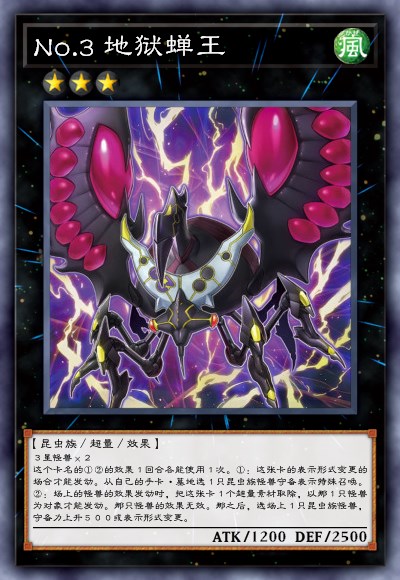 No.3 地狱蝉王
風
【昆虫族／超量／效果】
３星怪兽×２
这个卡名的①②的效果１回合各能使用１次。①：这张卡的表示形式变更的
场合才能发动。从自己的手卡·墓地选１只昆虫族怪兽守备表示特殊召唤。
②：场上的怪兽的效果发动时，把这张卡１个超量素材取除，以那１只怪兽
为对象才能发动。那只怪兽的效果无效。那之后，选场上１只昆虫族怪兽，
守备力上升５００或表示形式变更。
ATK/1200 DEF/2500